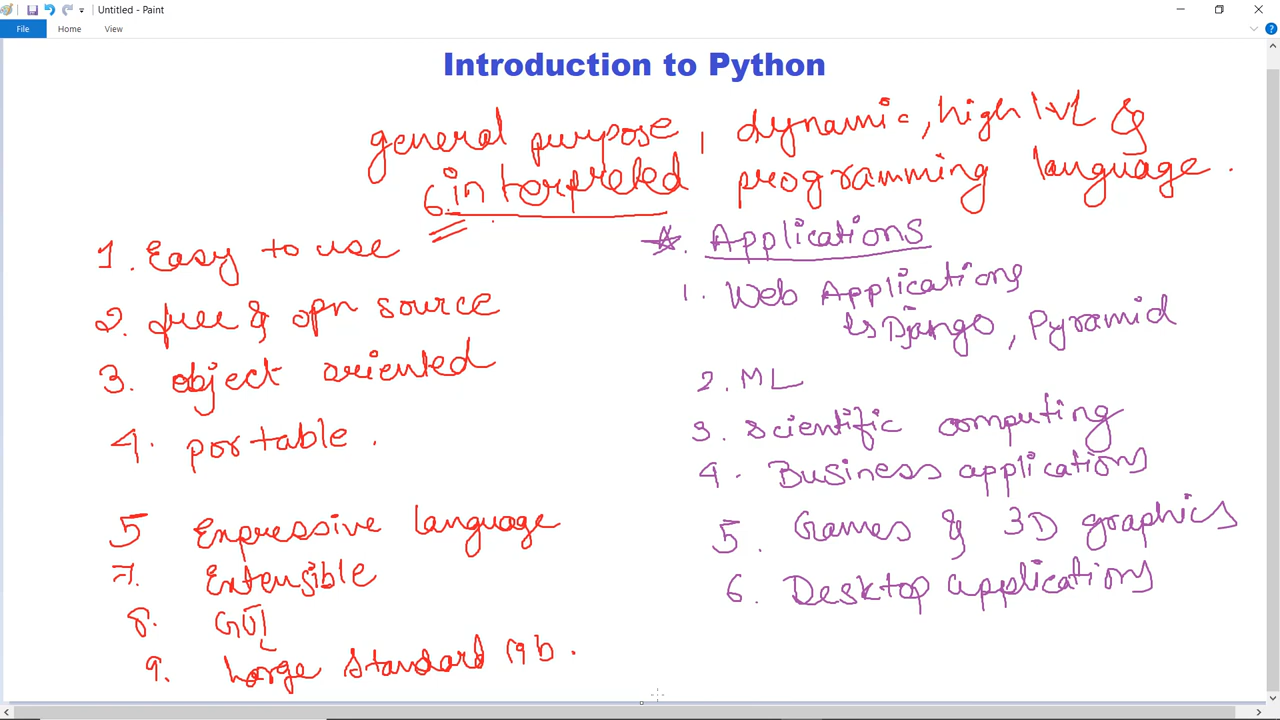 Untitled - Paint
File Home View
Introduction to Python
general purpose, dynamic, high lvl &
6. interpreted programming language.
1. Easy to use
2. free & opn source
3. object oriented
4. portable.
5 Expressive language
7. Extensible
8. GUI
9. Large standard lib.
Applications
1. Web Applications
Django, Pyramid
2. ML
3. scientific computing
4. Business applications
5. Games & 3D graphics
6. Desktop applications